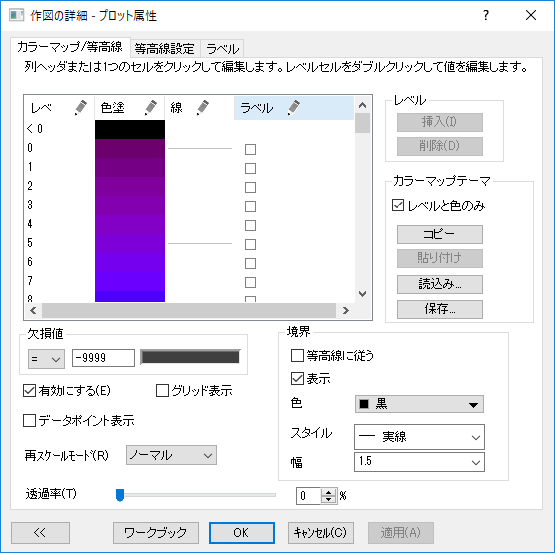 作図の詳細 - プロット属性
カラーマップ/等高線 等高線設定 ラベル
列ヘッダまたは1つのセルをクリックして編集します。レベルセルをダブルクリックして値を編集します。
レベ 色塗 線 ラベル
< 0
0
1
2
3
4
5
6
7
8
レベル
挿入(I)
削除(D)
カラーマップテーマ
レベルと色のみ
コピー
貼り付け
読込み...
保存...
欠損値
= -9999
有効にする(E) グリッド表示
データポイント表示
再スケールモード(R) ノーマル
境界
等高線に従う
表示
色 黒
スタイル 実線
幅 1.5
透過率(T) 0 %
<< ワークブック OK キャンセル(C) 適用(A)